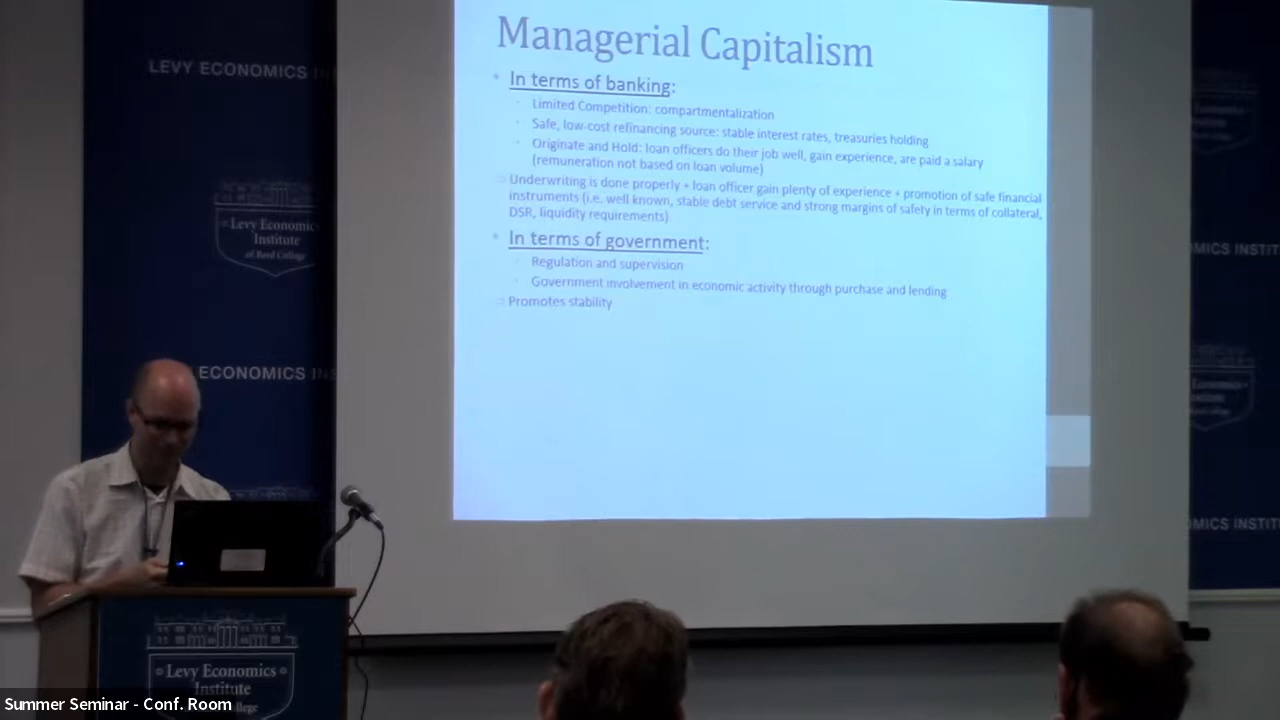 Managerial Capitalism
In terms of banking:
Limited Competition: compartmentalization
Safe, low-cost refinancing source: stable interest rates, treasuries holding
Originate and Hold: loan officers do their job well, gain experience, are paid a salary
(remuneration not based on loan volume)
Underwriting is done properly + loan officer gain plenty of experience + promotion of safe financial
instruments (i.e. well known, stable debt service and strong margins of safety in terms of collateral,
DSR, liquidity requirements)
In terms of government:
Regulation and supervision
Government involvement in economic activity through purchase and lending
Promotes stability
LEVY ECONOMICS IN
Levy Economics
Institute
of Bard College
ECONOMICS IN
Levy Economics
Institute
llege
OMICS INSTIT
OMICS INSTIT
Summer Seminar - Conf. Room